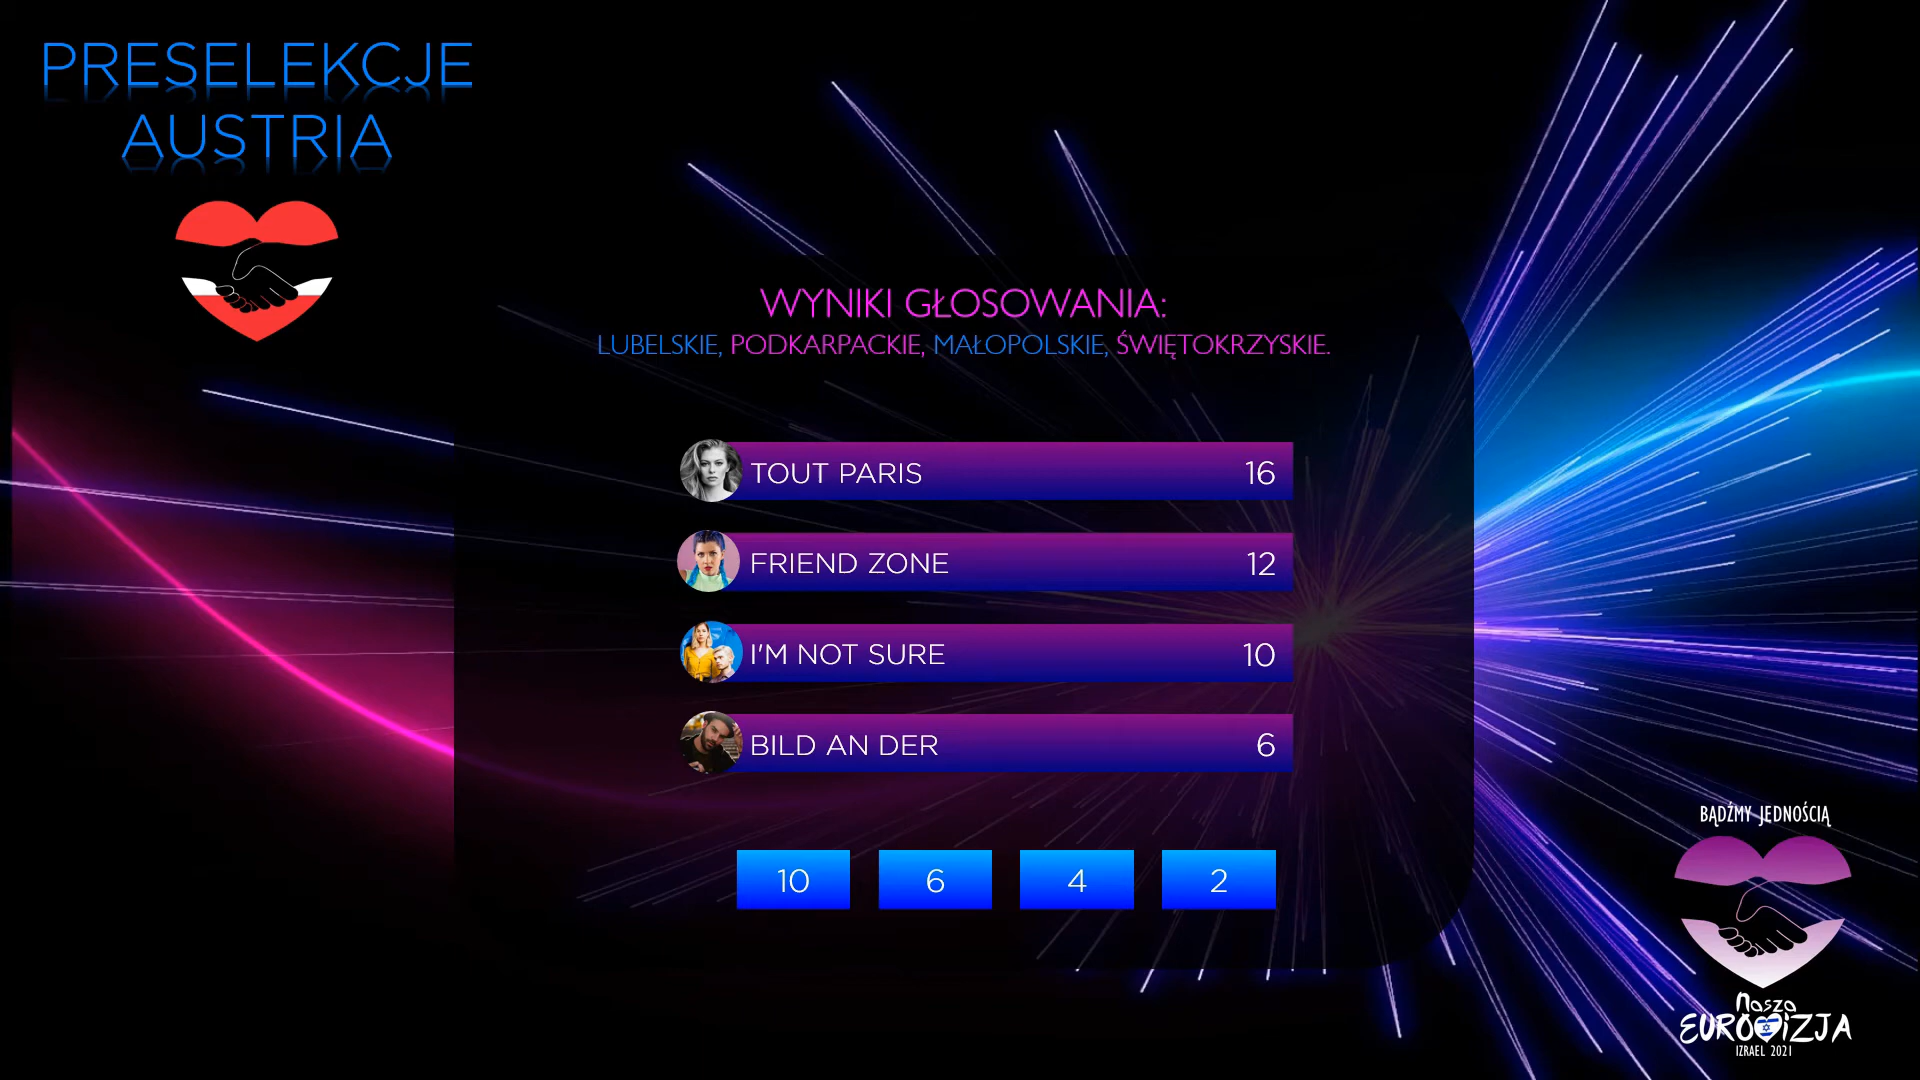 PRESELEKCJE
AUSTRIA
WYNIKI GŁOSOWANIA:
LUBELSKIE, PODKARPACKIE, MAŁOPOLSKIE, ŚWIĘTOKRZYSKIE.
TOUT PARIS 16
FRIEND ZONE 12
I'M NOT SURE 10
BILD AN DER 6
10 6 4 2
BĄDŹMY JEDNOŚCIĄ
Nasza
EUROWIZJA
IZRAEL 2021